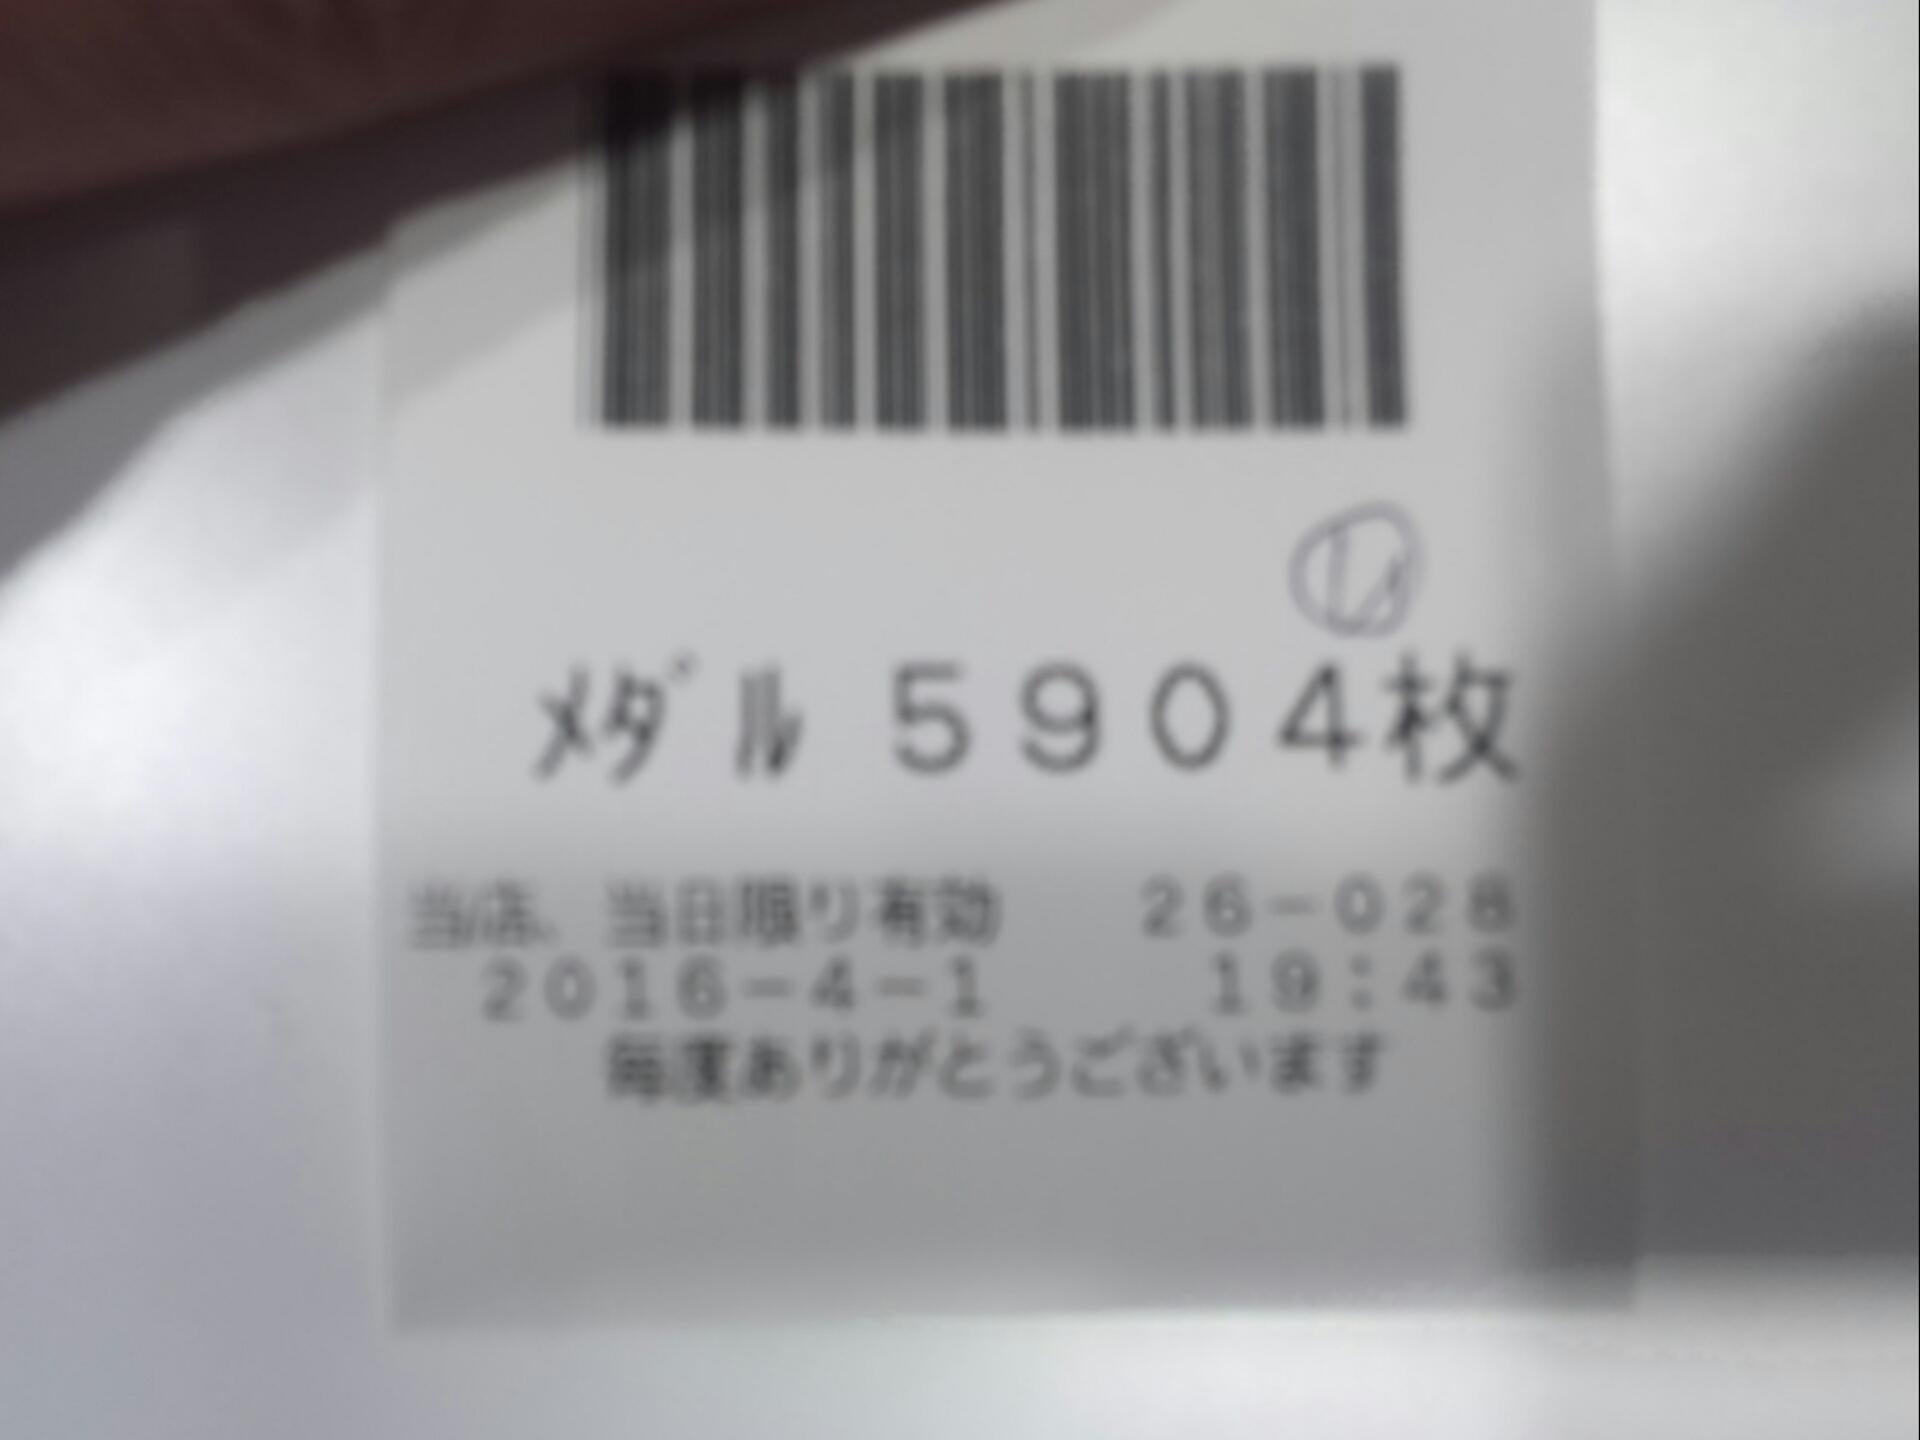 ﾒﾀﾞﾙ 5904枚
当店、当日限り有効 26-028
2016-4-1 19:43
毎度ありがとうございます